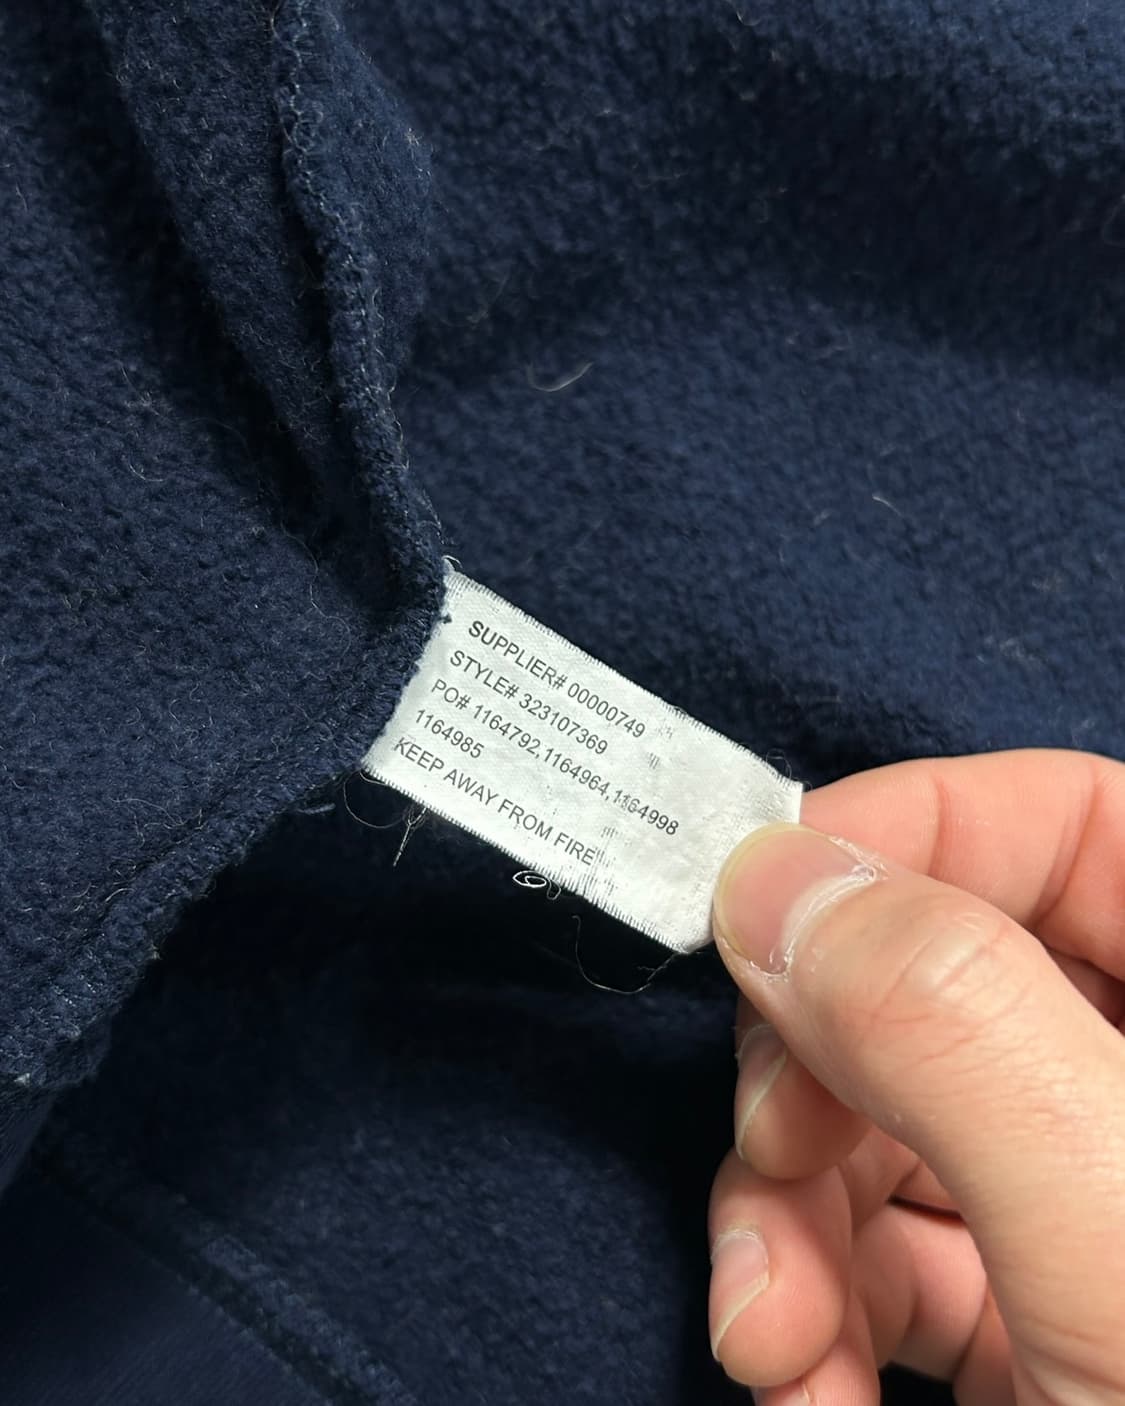 SUPPLIER# 00000749
STYLE# 323107369
PO# 1164792,1164964,1164998
1164985
KEEP AWAY FROM FIRE